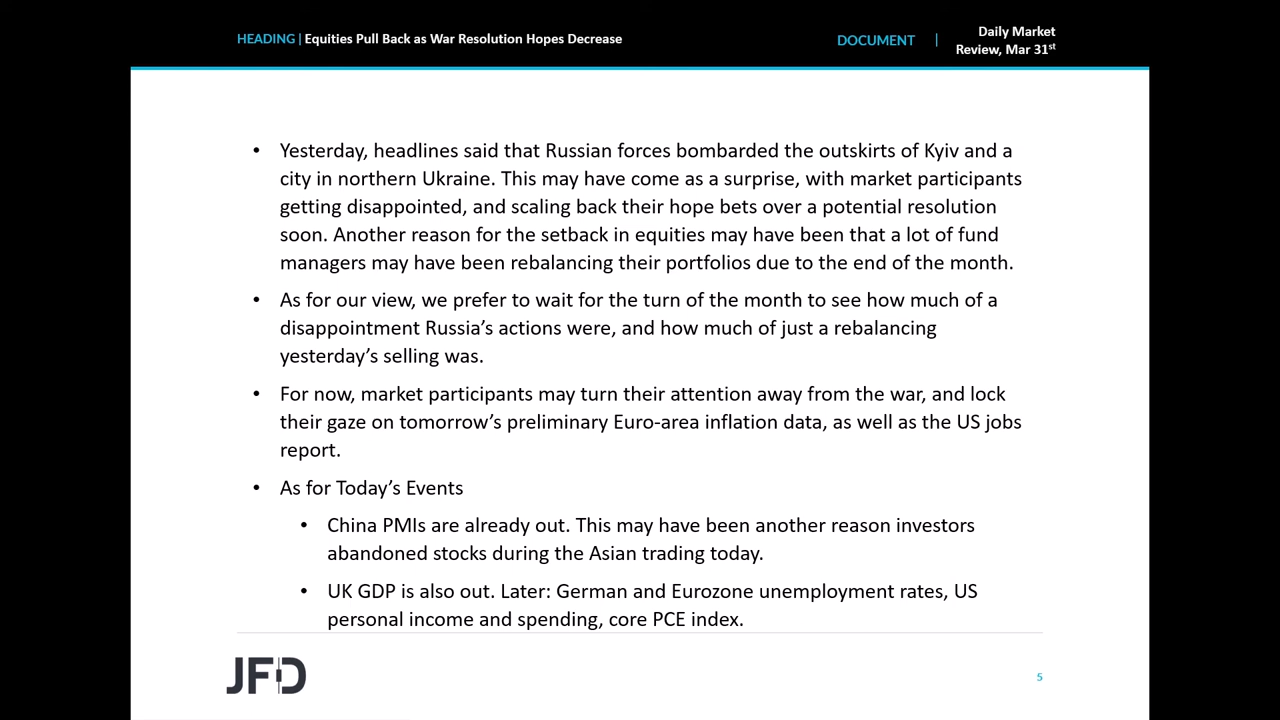 HEADING | Equities Pull Back as War Resolution Hopes Decrease
DOCUMENT | Daily Market
Review, Mar 31st
• Yesterday, headlines said that Russian forces bombarded the outskirts of Kyiv and a
city in northern Ukraine. This may have come as a surprise, with market participants
getting disappointed, and scaling back their hope bets over a potential resolution
soon. Another reason for the setback in equities may have been that a lot of fund
managers may have been rebalancing their portfolios due to the end of the month.
• As for our view, we prefer to wait for the turn of the month to see how much of a
disappointment Russia’s actions were, and how much of just a rebalancing
yesterday’s selling was.
• For now, market participants may turn their attention away from the war, and lock
their gaze on tomorrow’s preliminary Euro-area inflation data, as well as the US jobs
report.
• As for Today’s Events
• China PMIs are already out. This may have been another reason investors
abandoned stocks during the Asian trading today.
• UK GDP is also out. Later: German and Eurozone unemployment rates, US
personal income and spending, core PCE index.
JFD
5